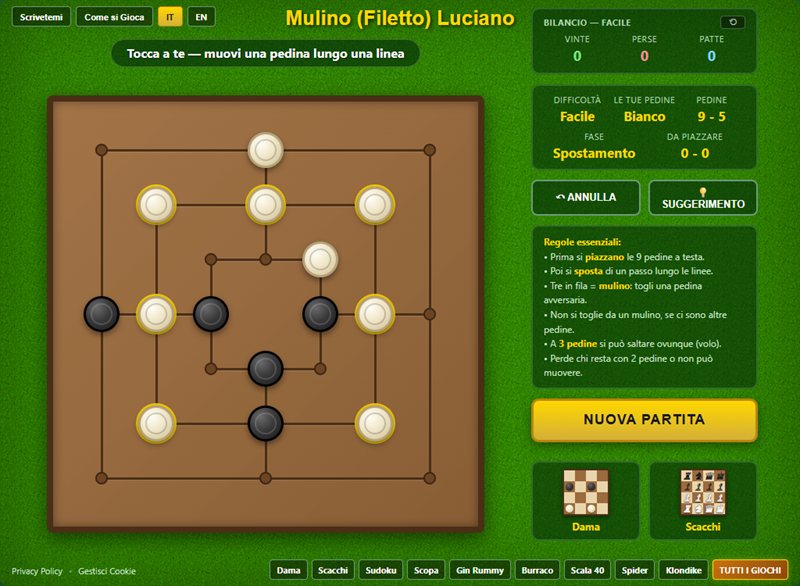 Scrivetemi
Come si Gioca
IT
EN
Mulino (Filetto) Luciano
Tocca a te — muovi una pedina lungo una linea
BILANCIO — FACILE
VINTE PERSE PATTE
0 0 0
DIFFICOLTÀ LE TUE PEDINE PEDINE
Facile Bianco 9 - 5
FASE DA PIAZZARE
Spostamento 0 - 0
↶ ANNULLA
💡 SUGGERIMENTO
Regole essenziali:
• Prima si piazzano le 9 pedine a testa.
• Poi si sposta di un passo lungo le linee.
• Tre in fila = mulino: togli una pedina
avversaria.
• Non si toglie da un mulino, se ci sono altre
pedine.
• A 3 pedine si può saltare ovunque (volo).
• Perde chi resta con 2 pedine o non può
muovere.
NUOVA PARTITA
Dama
Scacchi
Privacy Policy · Gestisci Cookie
Dama
Scacchi
Sudoku
Scopa
Gin Rummy
Burraco
Scala 40
Spider
Klondike
TUTTI I GIOCHI